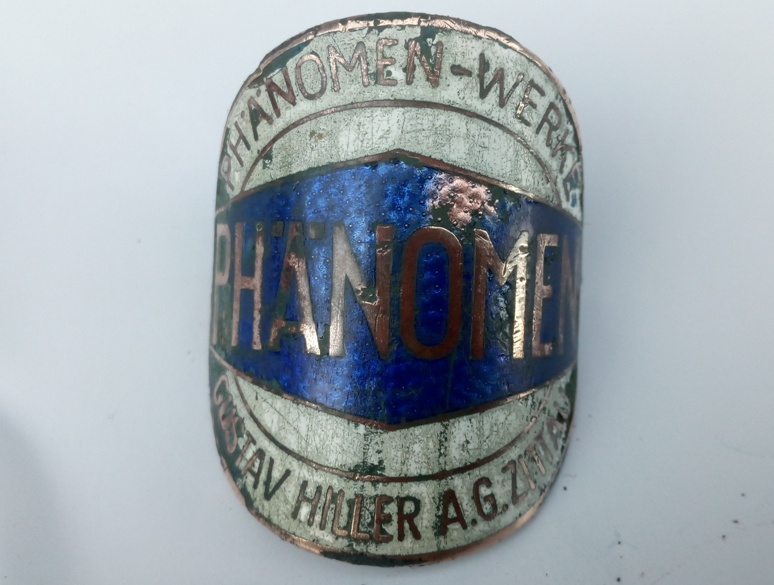 PHÄNOMEN-WERKE
PHÄNOMEN
GUSTAV HILLER A.G. ZITTAU